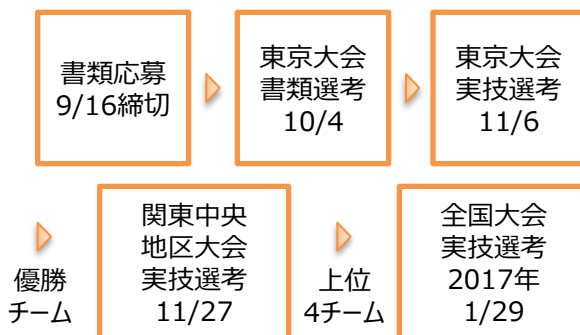 書類応募
9/16締切
東京大会
書類選考
10/4
東京大会
実技選考
11/6
優勝
チーム
関東中央
地区大会
実技選考
11/27
上位
4チーム
全国大会
実技選考
2017年
1/29